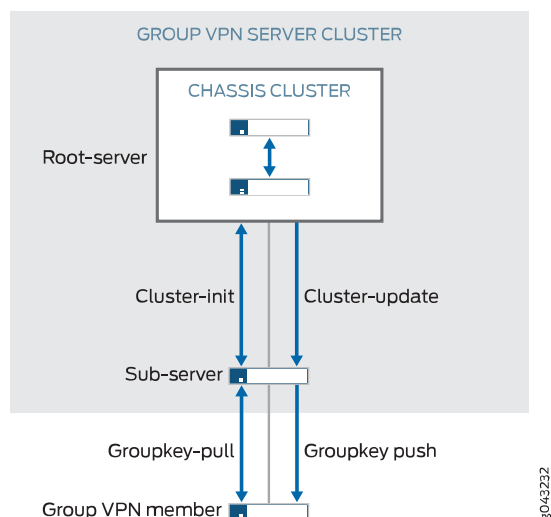 GROUP VPN SERVER CLUSTER
CHASSIS CLUSTER
Root-server
Cluster-init
Cluster-update
Sub-server
Groupkey-pull
Groupkey push
Group VPN member
g043232